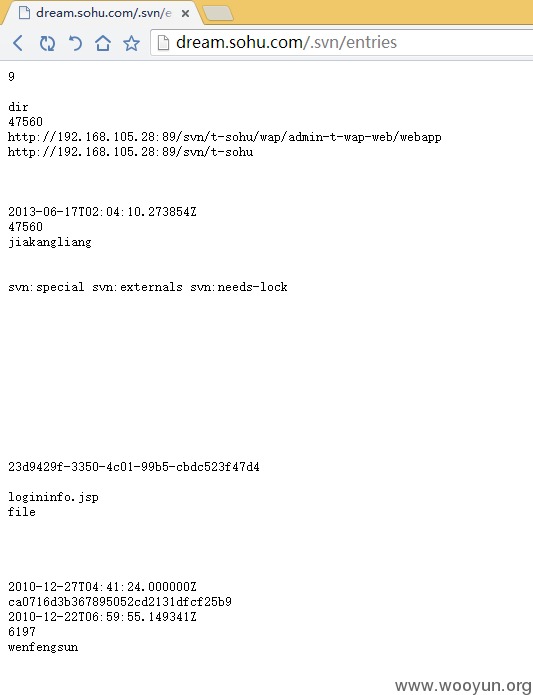 dream.sohu.com/.svn/e
dream.sohu.com/.svn/entries
9
dir
47560
http://192.168.105.28:89/svn/t-sohu/wap/admin-t-wap-web/webapp
http://192.168.105.28:89/svn/t-sohu
2013-06-17T02:04:10.273854Z
47560
jiakangliang
svn:special svn:externals svn:needs-lock
23d9429f-3350-4c01-99b5-cbdc523f47d4
logininfo.jsp
file
2010-12-27T04:41:24.000000Z
ca0716d3b367895052cd2131dfcf25b9
2010-12-22T06:59:55.149341Z
6197
wenfengsun
www.wooyun.org